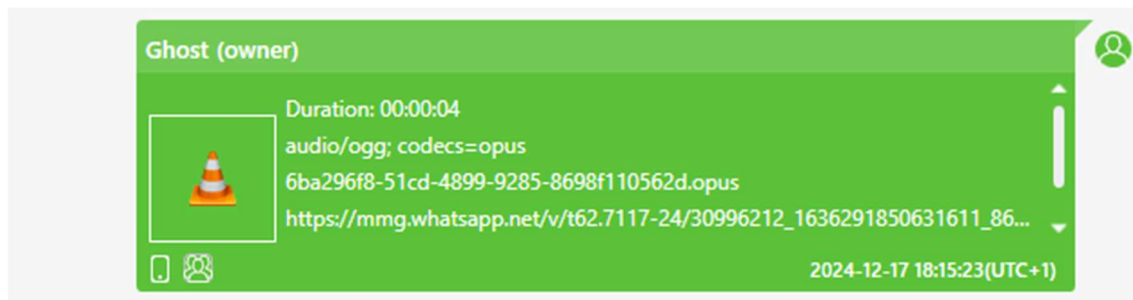 Ghost (owner)
Duration: 00:00:04
audio/ogg; codecs=opus
6ba296f8-51cd-4899-9285-8698f110562d.opus
https://mmg.whatsapp.net/v/t62.7117-24/30996212_1636291850631611_86...
2024-12-17 18:15:23(UTC+1)